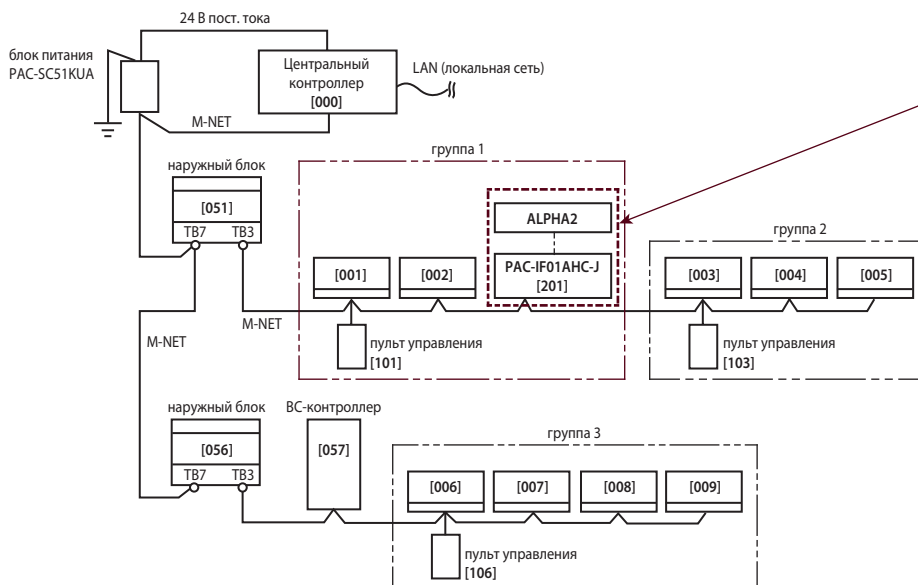 24 В пост. тока
блок питания
PAC-SC51KUA
Центральный
контроллер
[000]
LAN (локальная сеть)
M-NET
группа 1
наружный блок
[051]
TB7
TB3
ALPHA2
PAC-IF01AHC-J
[201]
[001]
[002]
группа 2
[003]
[004]
[005]
M-NET
M-NET
пульт управления
[101]
пульт управления
[103]
наружный блок
[056]
TB7
TB3
BC-контроллер
[057]
группа 3
[006]
[007]
[008]
[009]
пульт управления
[106]